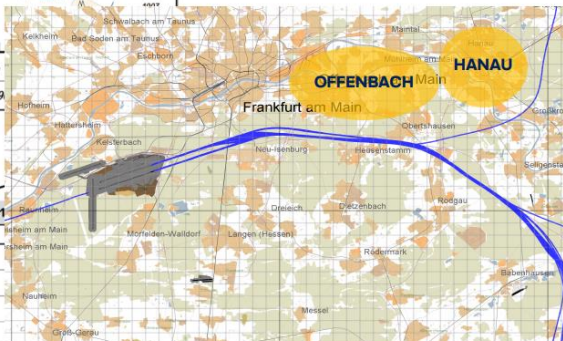 Schwalbach am Taunus
Kelkheim
Bad Soden am Taunus
Eschborn
Maintal
HANAU
OFFENBACH
Main
Frankfurt am Main
Hofheim
Hattersheim
Kelsterbach
Obertshausen
Neu-Isenburg
Heusenstamm
Raunheim
Dreieich
Dietzenbach
Rodgau
Mörfelden-Walldorf
Langen (Hessen)
Rödermark
Babenhausen
Nauheim
Messel
Groß-Gerau